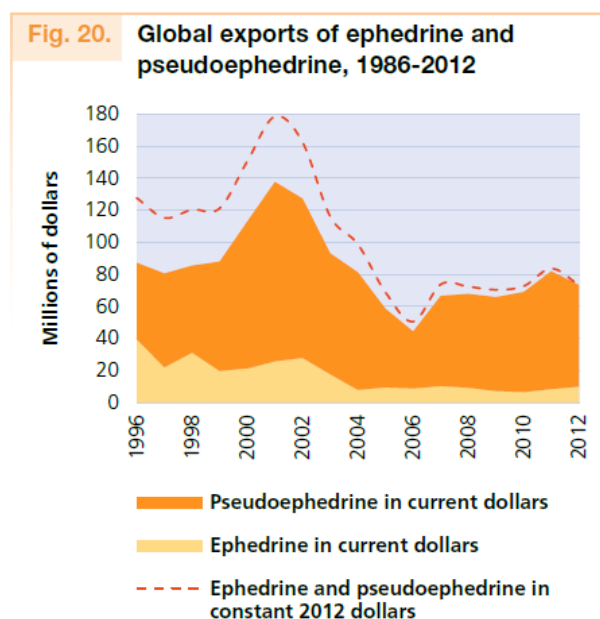 Fig. 20.
Global exports of ephedrine and
pseudoephedrine, 1986-2012
Millions of dollars
180
160
140
120
100
80
60
40
20
0
1996
1998
2000
2002
2004
2006
2008
2010
2012
Pseudoephedrine in current dollars
Ephedrine in current dollars
Ephedrine and pseudoephedrine in
constant 2012 dollars